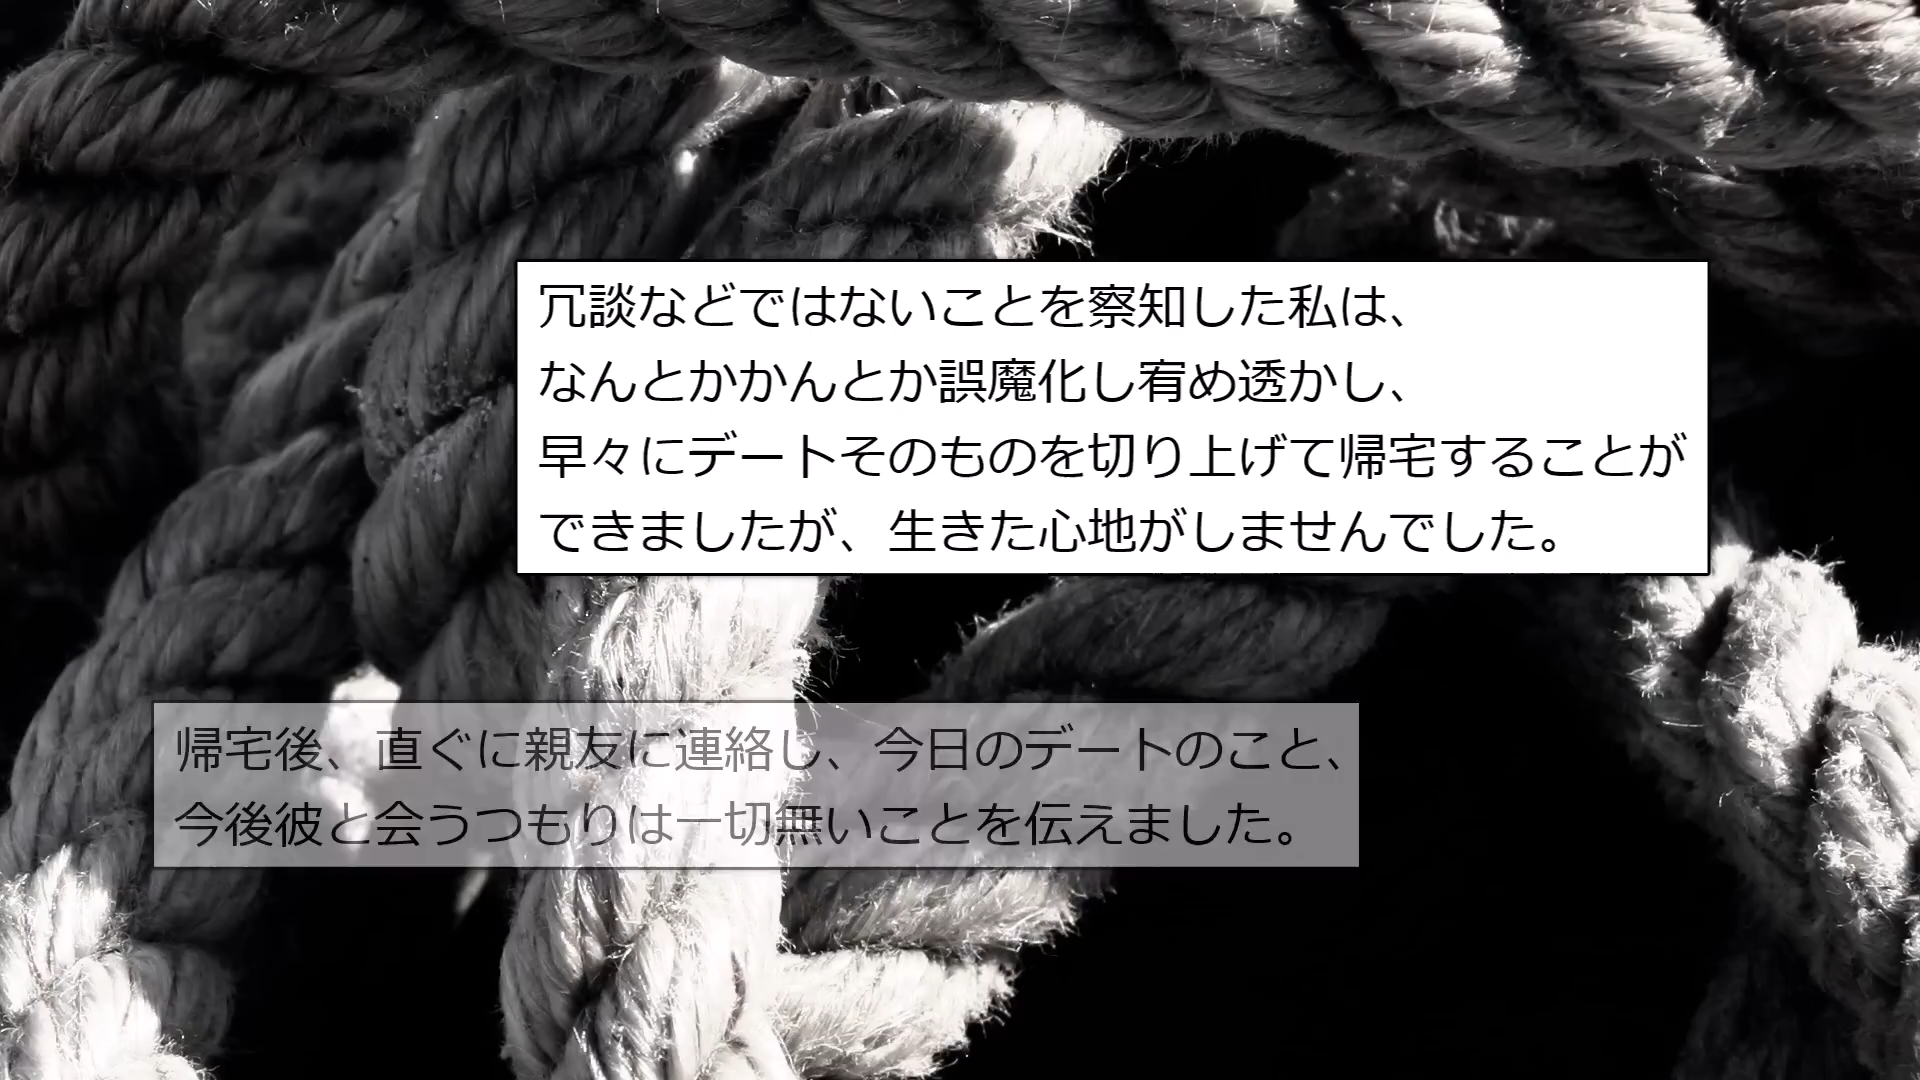 冗談などではないことを察知した私は、
なんとかかんとか誤魔化し宥め透かし、
早々にデートそのものを切り上げて帰宅することが
できましたが、生きた心地がしませんでした。
帰宅後、直ぐに親友に連絡し、今日のデートのこと、
今後彼と会うつもりは一切無いことを伝えました。